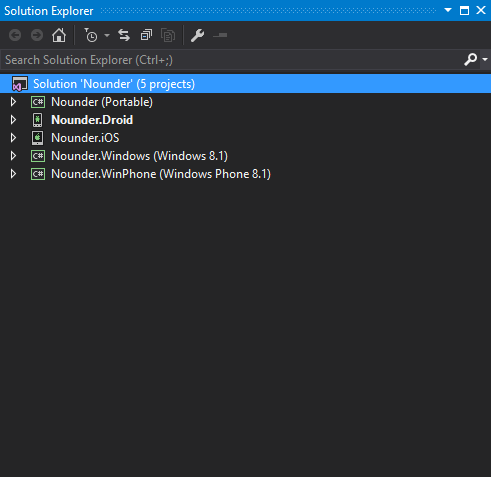 Solution Explorer
Search Solution Explorer (Ctrl+;)
Solution 'Nounder' (5 projects)
C# Nounder (Portable)
Nounder.Droid
Nounder.iOS
C# Nounder.Windows (Windows 8.1)
C# Nounder.WinPhone (Windows Phone 8.1)